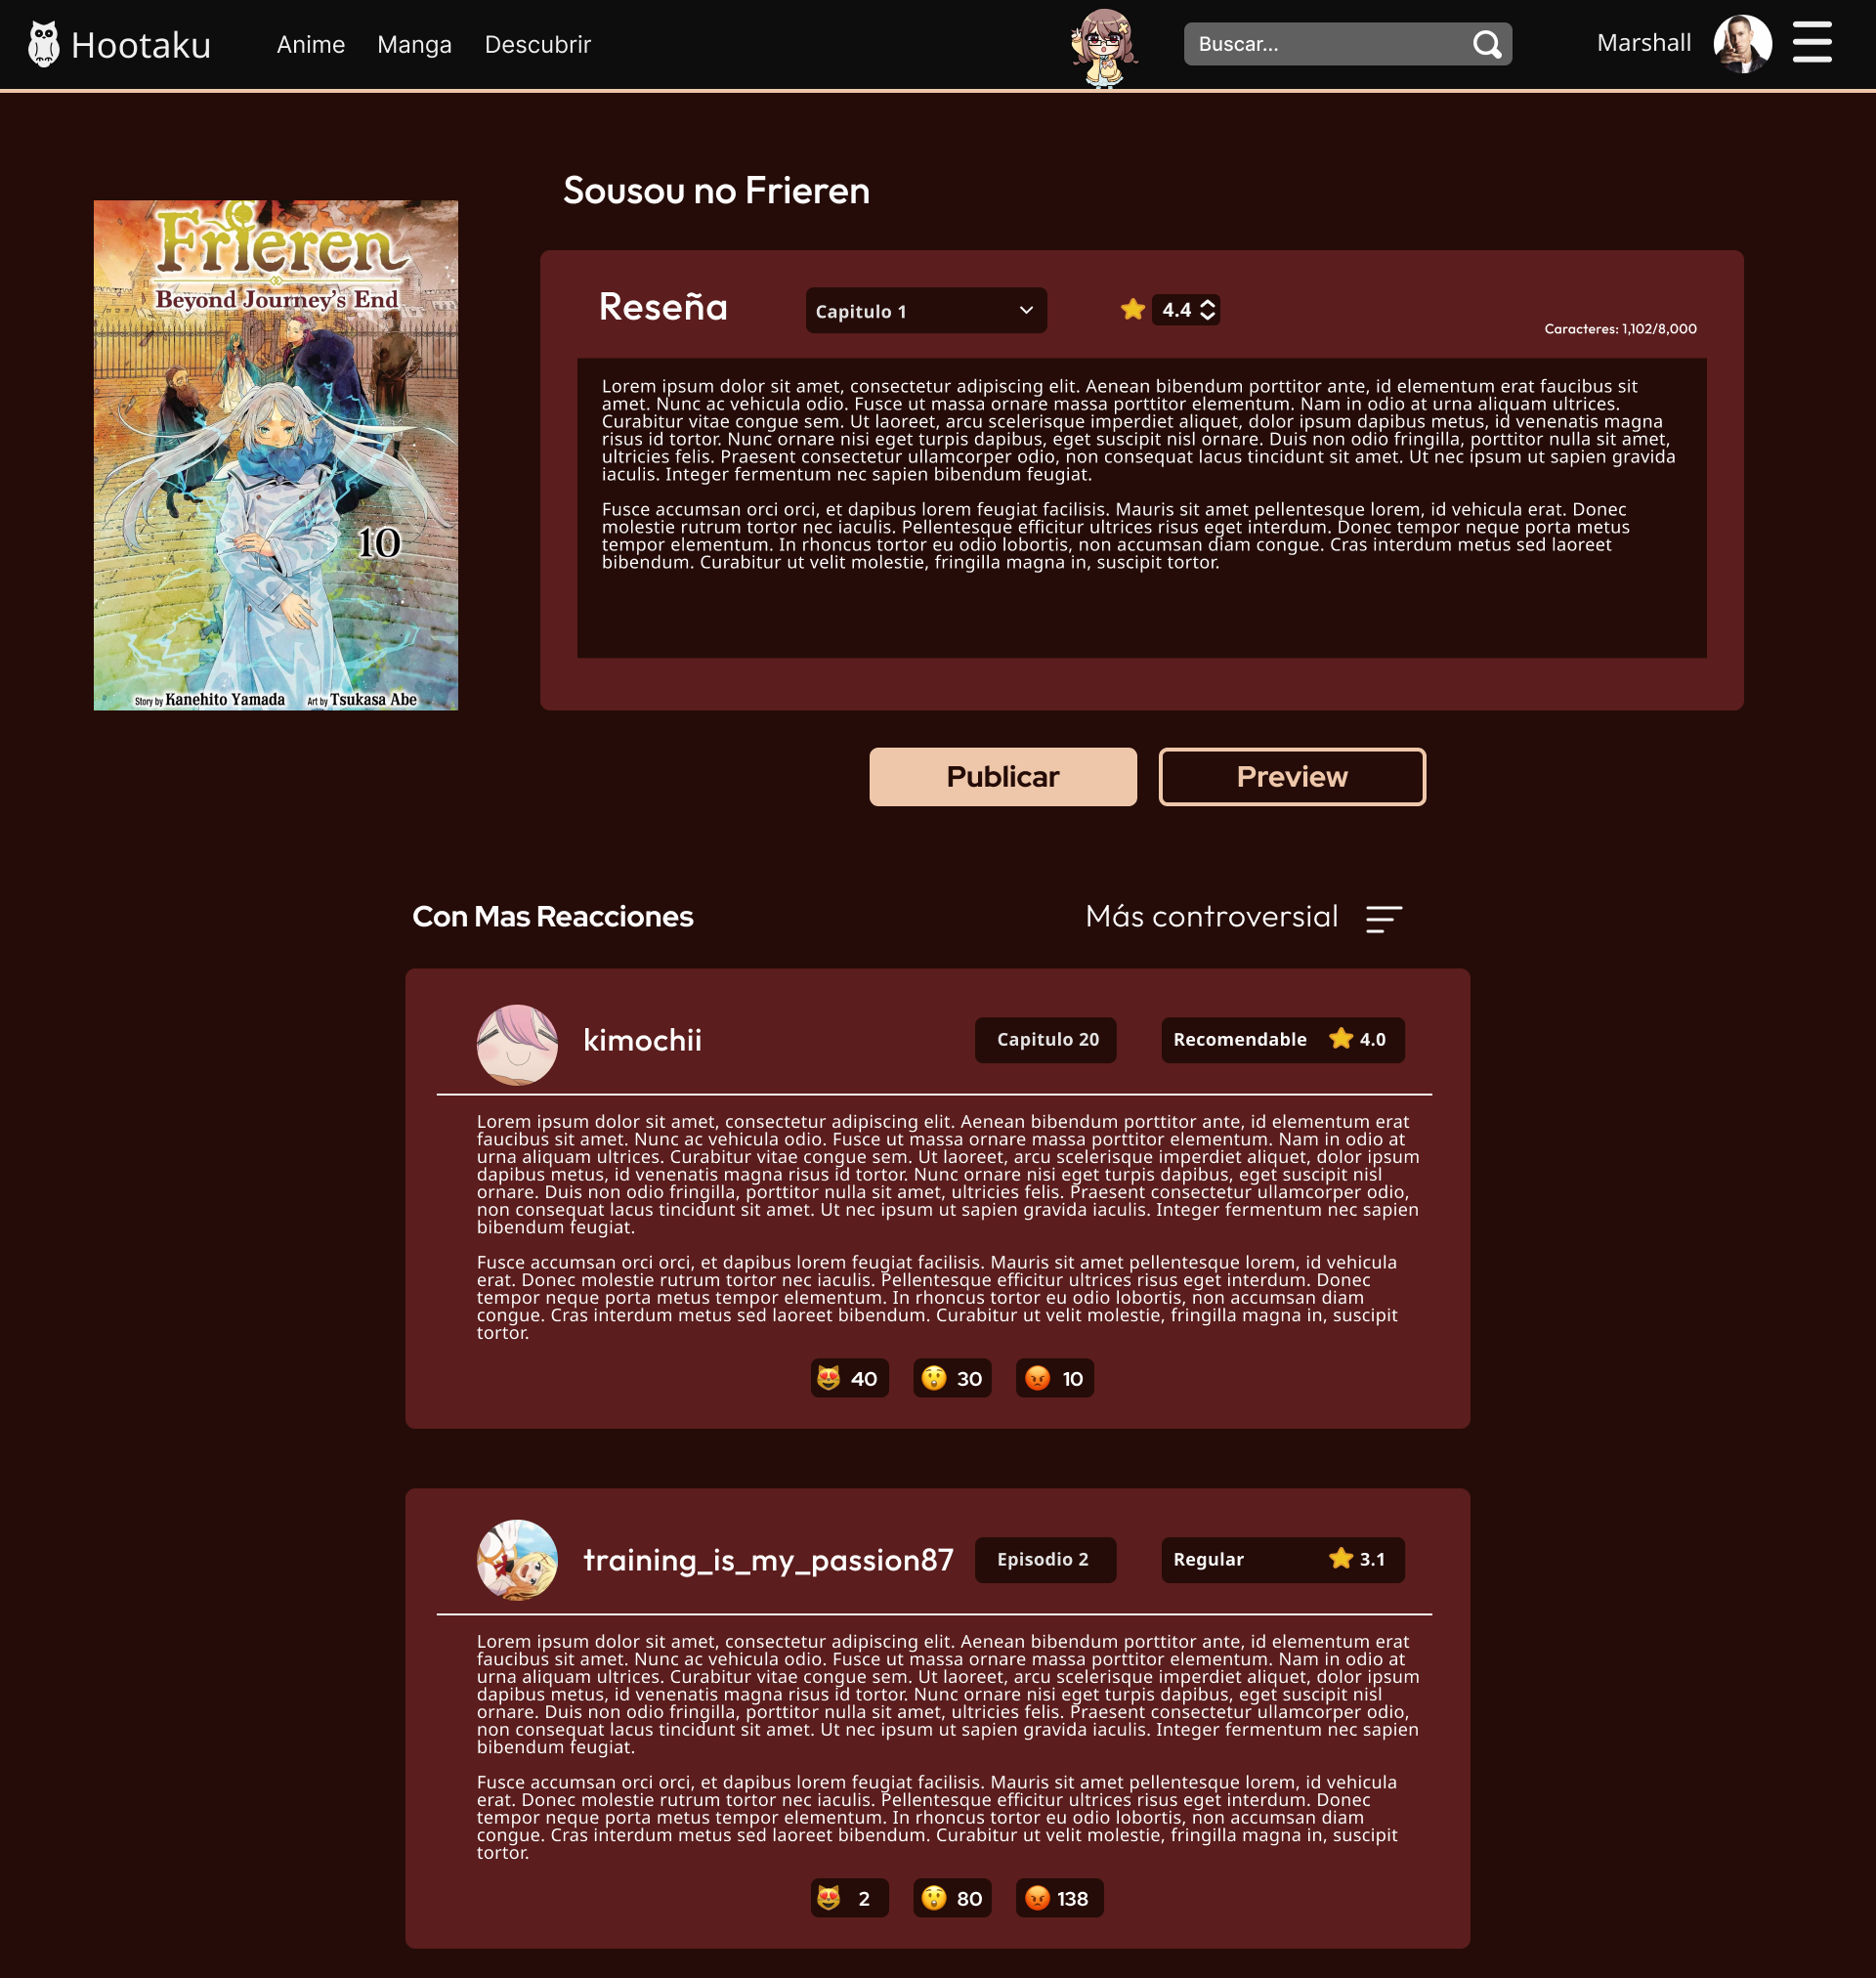 Hootaku
Anime
Manga
Descubrir
Buscar...
Marshall
Sousou no Frieren
Frieren
Beyond Journey's End
10
Story by Kanehito Yamada Art by Tsukasa Abe
Reseña
Capitulo 1
4.4
Caracteres: 1,102/8,000
Lorem ipsum dolor sit amet, consectetur adipiscing elit. Aenean bibendum porttitor ante, id elementum erat faucibus sit
amet. Nunc ac vehicula odio. Fusce ut massa ornare massa porttitor elementum. Nam in odio at urna aliquam ultrices.
Curabitur vitae congue sem. Ut laoreet, arcu scelerisque imperdiet aliquet, dolor ipsum dapibus metus, id venenatis magna
risus id tortor. Nunc ornare nisi eget turpis dapibus, eget suscipit nisl ornare. Duis non odio fringilla, porttitor nulla sit amet,
ultricies felis. Praesent consectetur ullamcorper odio, non consequat lacus tincidunt sit amet. Ut nec ipsum ut sapien gravida
iaculis. Integer fermentum nec sapien bibendum feugiat.
Fusce accumsan orci orci, et dapibus lorem feugiat facilisis. Mauris sit amet pellentesque lorem, id vehicula erat. Donec
molestie rutrum tortor nec iaculis. Pellentesque efficitur ultrices risus eget interdum. Donec tempor neque porta metus
tempor elementum. In rhoncus tortor eu odio lobortis, non accumsan diam congue. Cras interdum metus sed laoreet
bibendum. Curabitur ut velit molestie, fringilla magna in, suscipit tortor.
Publicar
Preview
Con Mas Reacciones
Más controversial
kimochii
Capitulo 20
Recomendable 4.0
Lorem ipsum dolor sit amet, consectetur adipiscing elit. Aenean bibendum porttitor ante, id elementum erat
faucibus sit amet. Nunc ac vehicula odio. Fusce ut massa ornare massa porttitor elementum. Nam in odio at
urna aliquam ultrices. Curabitur vitae congue sem. Ut laoreet, arcu scelerisque imperdiet aliquet, dolor ipsum
dapibus metus, id venenatis magna risus id tortor. Nunc ornare nisi eget turpis dapibus, eget suscipit nisl
ornare. Duis non odio fringilla, porttitor nulla sit amet, ultricies felis. Praesent consectetur ullamcorper odio,
non consequat lacus tincidunt sit amet. Ut nec ipsum ut sapien gravida iaculis. Integer fermentum nec sapien
bibendum feugiat.
Fusce accumsan orci orci, et dapibus lorem feugiat facilisis. Mauris sit amet pellentesque lorem, id vehicula
erat. Donec molestie rutrum tortor nec iaculis. Pellentesque efficitur ultrices risus eget interdum. Donec
tempor neque porta metus tempor elementum. In rhoncus tortor eu odio lobortis, non accumsan diam
congue. Cras interdum metus sed laoreet bibendum. Curabitur ut velit molestie, fringilla magna in, suscipit
tortor.
40
30
10
training_is_my_passion87
Episodio 2
Regular 3.1
Lorem ipsum dolor sit amet, consectetur adipiscing elit. Aenean bibendum porttitor ante, id elementum erat
faucibus sit amet. Nunc ac vehicula odio. Fusce ut massa ornare massa porttitor elementum. Nam in odio at
urna aliquam ultrices. Curabitur vitae congue sem. Ut laoreet, arcu scelerisque imperdiet aliquet, dolor ipsum
dapibus metus, id venenatis magna risus id tortor. Nunc ornare nisi eget turpis dapibus, eget suscipit nisl
ornare. Duis non odio fringilla, porttitor nulla sit amet, ultricies felis. Praesent consectetur ullamcorper odio,
non consequat lacus tincidunt sit amet. Ut nec ipsum ut sapien gravida iaculis. Integer fermentum nec sapien
bibendum feugiat.
Fusce accumsan orci orci, et dapibus lorem feugiat facilisis. Mauris sit amet pellentesque lorem, id vehicula
erat. Donec molestie rutrum tortor nec iaculis. Pellentesque efficitur ultrices risus eget interdum. Donec
tempor neque porta metus tempor elementum. In rhoncus tortor eu odio lobortis, non accumsan diam
congue. Cras interdum metus sed laoreet bibendum. Curabitur ut velit molestie, fringilla magna in, suscipit
tortor.
2
80
138